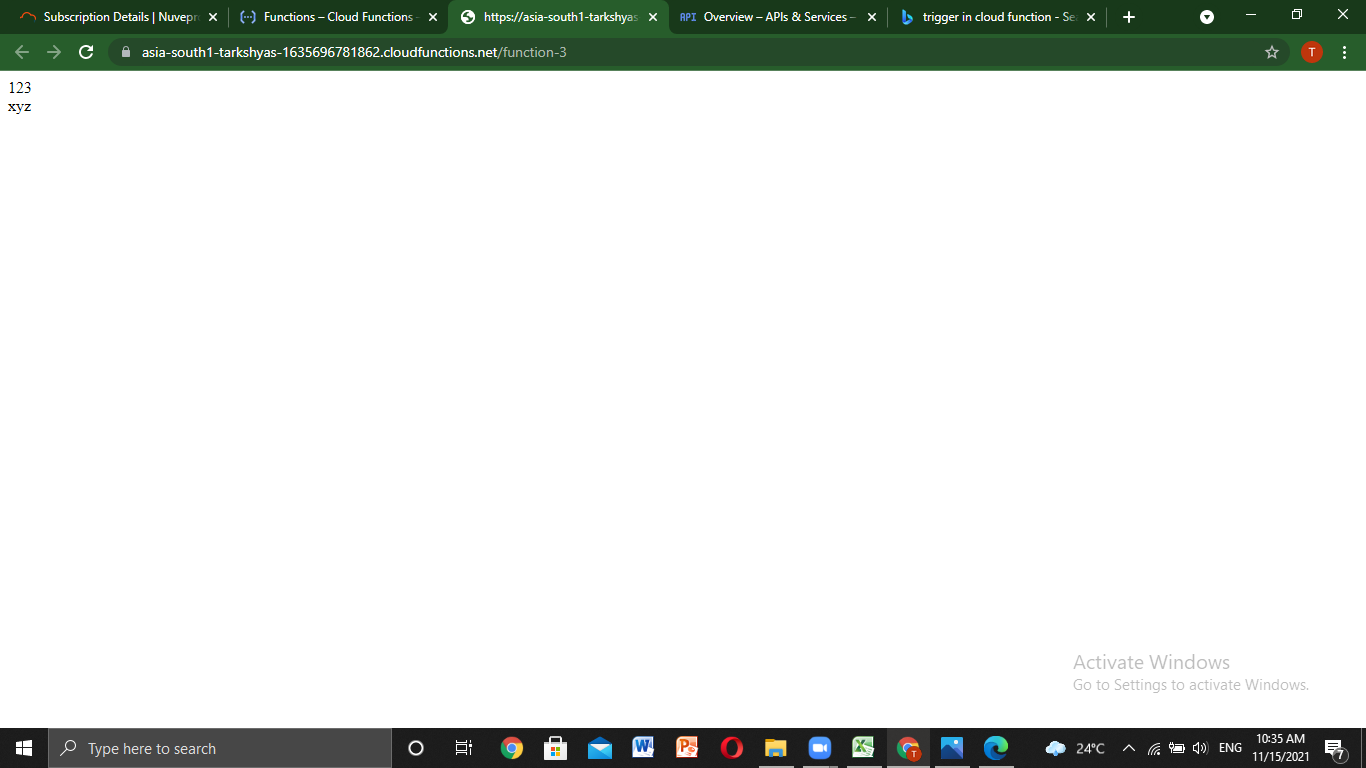 Subscription Details | Nuvepr
Functions – Cloud Functions -
https://asia-south1-tarkshyas
API Overview – APIs & Services –
trigger in cloud function - Se
asia-south1-tarkshyas-1635696781862.cloudfunctions.net/function-3
T
123
xyz
Activate Windows
Go to Settings to activate Windows.
Type here to search
T
24°C
ENG
10:35 AM
11/15/2021
7